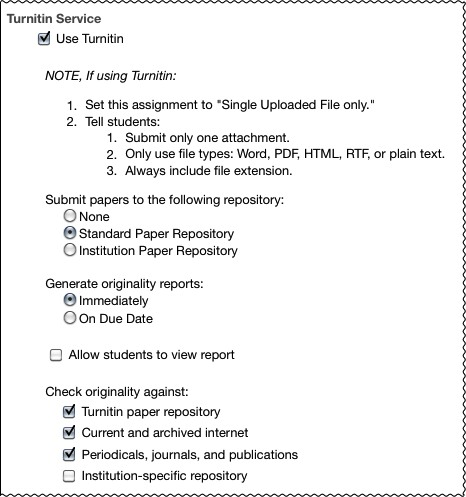 Turnitin Service
Use Turnitin
NOTE, If using Turnitin:
1. Set this assignment to "Single Uploaded File only."
2. Tell students:
1. Submit only one attachment.
2. Only use file types: Word, PDF, HTML, RTF, or plain text.
3. Always include file extension.
Submit papers to the following repository:
None
Standard Paper Repository
Institution Paper Repository
Generate originality reports:
Immediately
On Due Date
Allow students to view report
Check originality against:
Turnitin paper repository
Current and archived internet
Periodicals, journals, and publications
Institution-specific repository